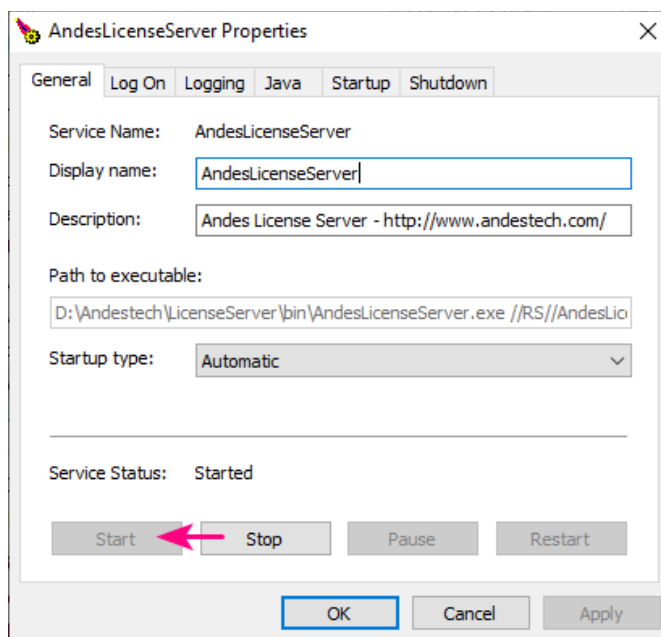 AndesLicenseServer Properties
General Log On Logging Java Startup Shutdown
Service Name: AndesLicenseServer
Display name: AndesLicenseServer
Description: Andes License Server - http://www.andestech.com/
Path to executable:
D:\Andestech\LicenseServer\bin\AndesLicenseServer.exe //RS//AndesLic
Startup type: Automatic
Service Status: Started
Start Stop Pause Restart
OK Cancel Apply